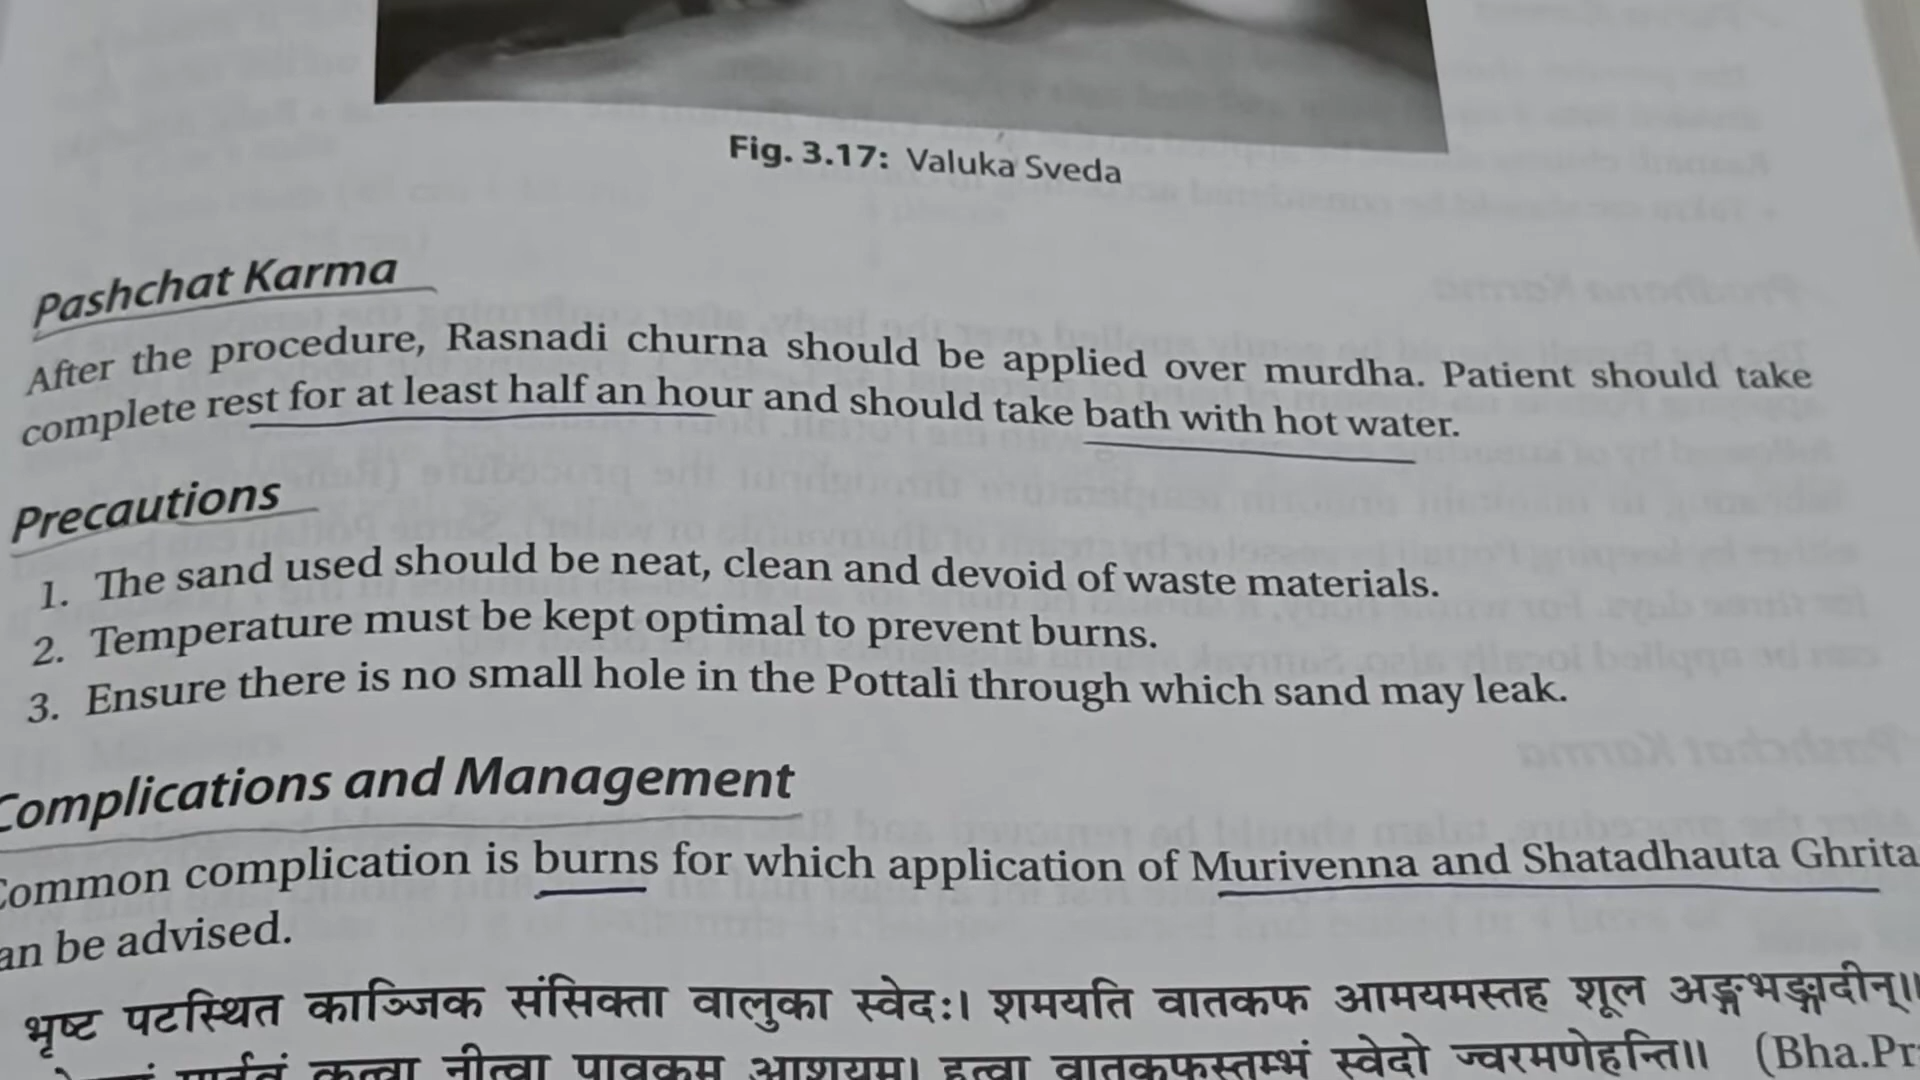 Fig. 3.17: Valuka Sveda
Pashchat Karma
After the procedure, Rasnadi churna should be applied over murdha. Patient should take
complete rest for at least half an hour and should take bath with hot water.
Precautions
1. The sand used should be neat, clean and devoid of waste materials.
2. Temperature must be kept optimal to prevent burns.
3. Ensure there is no small hole in the Pottali through which sand may leak.
Complications and Management
Common complication is burns for which application of Murivenna and Shatadhauta Ghrita
an be advised.
भृष्ट पटस्थित काञ्जिक संसिक्ता वालुका स्वेदः। शमयति वातकफ आमयमस्तह शूल अङ्गभङ्गादीन्॥
कृत्वा नीत्वा पावकम् आशयम्। हत्वा वातकफस्तम्भं स्वेदो ज्वरमणेहन्ति॥ (Bha.Pr